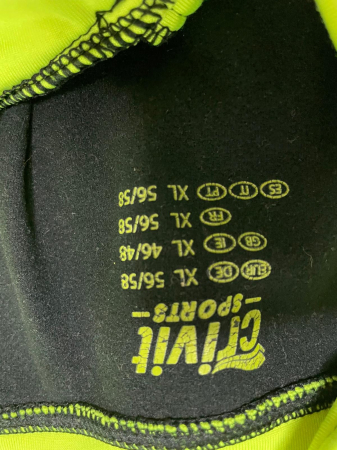 crivit
SPORTS
EUR DE XL 56/58
GB IE XL 46/48
FR XL 56/58
ES IT PT XL 56/58